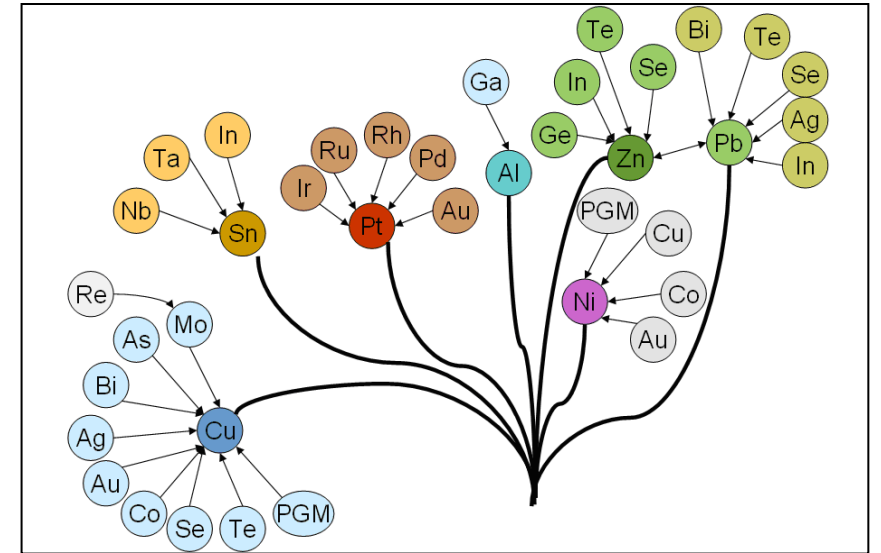 Te
Bi
Te
Ga
In
Se
Se
Ge
Zn
Pb
Ag
In
Al
In
Ta
Nb
Sn
Ru
Rh
Pd
Ir
Pt
Au
PGM
Cu
Ni
Co
Au
Re
Mo
As
Bi
Ag
Cu
Au
Co
Se
Te
PGM